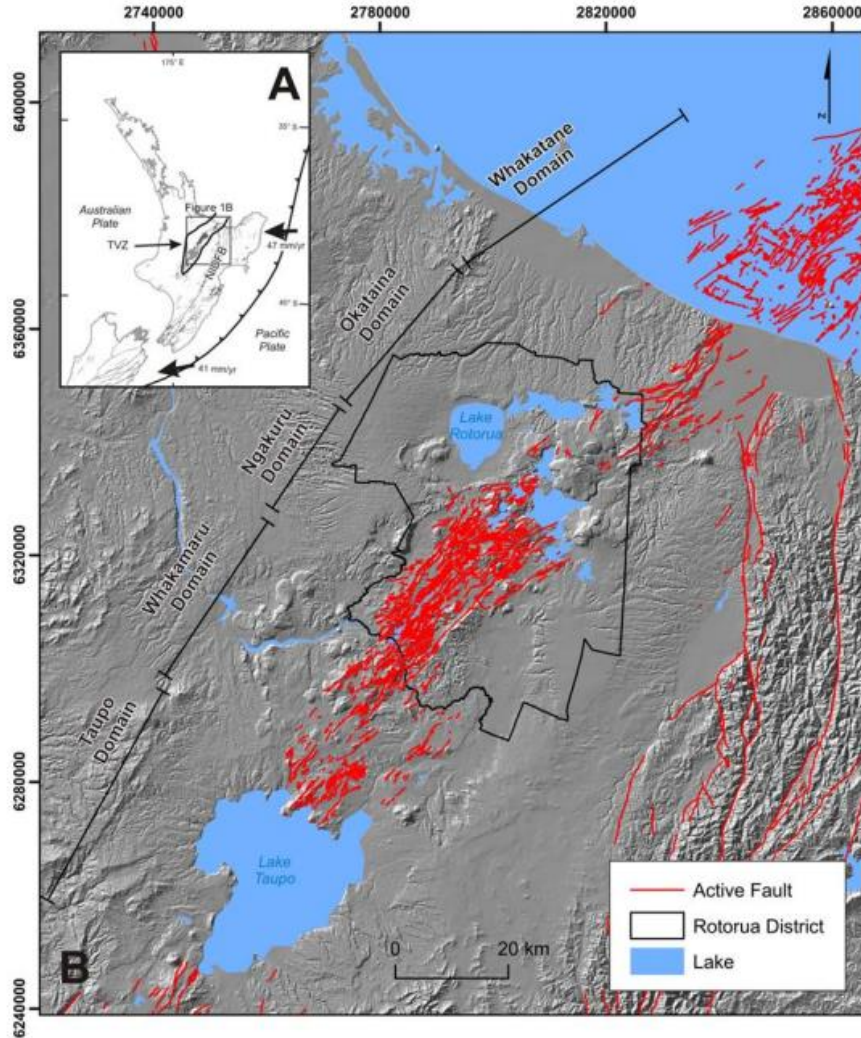 2740000
2780000
2820000
2860000
6400000
6360000
6320000
6280000
6240000
A
175° E
35° S
Figure 1B
Australian
Plate
TVZ
NISFB
47 mm/yr
40° S
Pacific
Plate
41 mm/yr
z
Whakatane
Domain
Okataina
Domain
Ngakuru
Domain
Whakamaru
Domain
Taupo
Domain
Lake
Rotorua
Lake
Taupo
B
0 20 km
Active Fault
Rotorua District
Lake